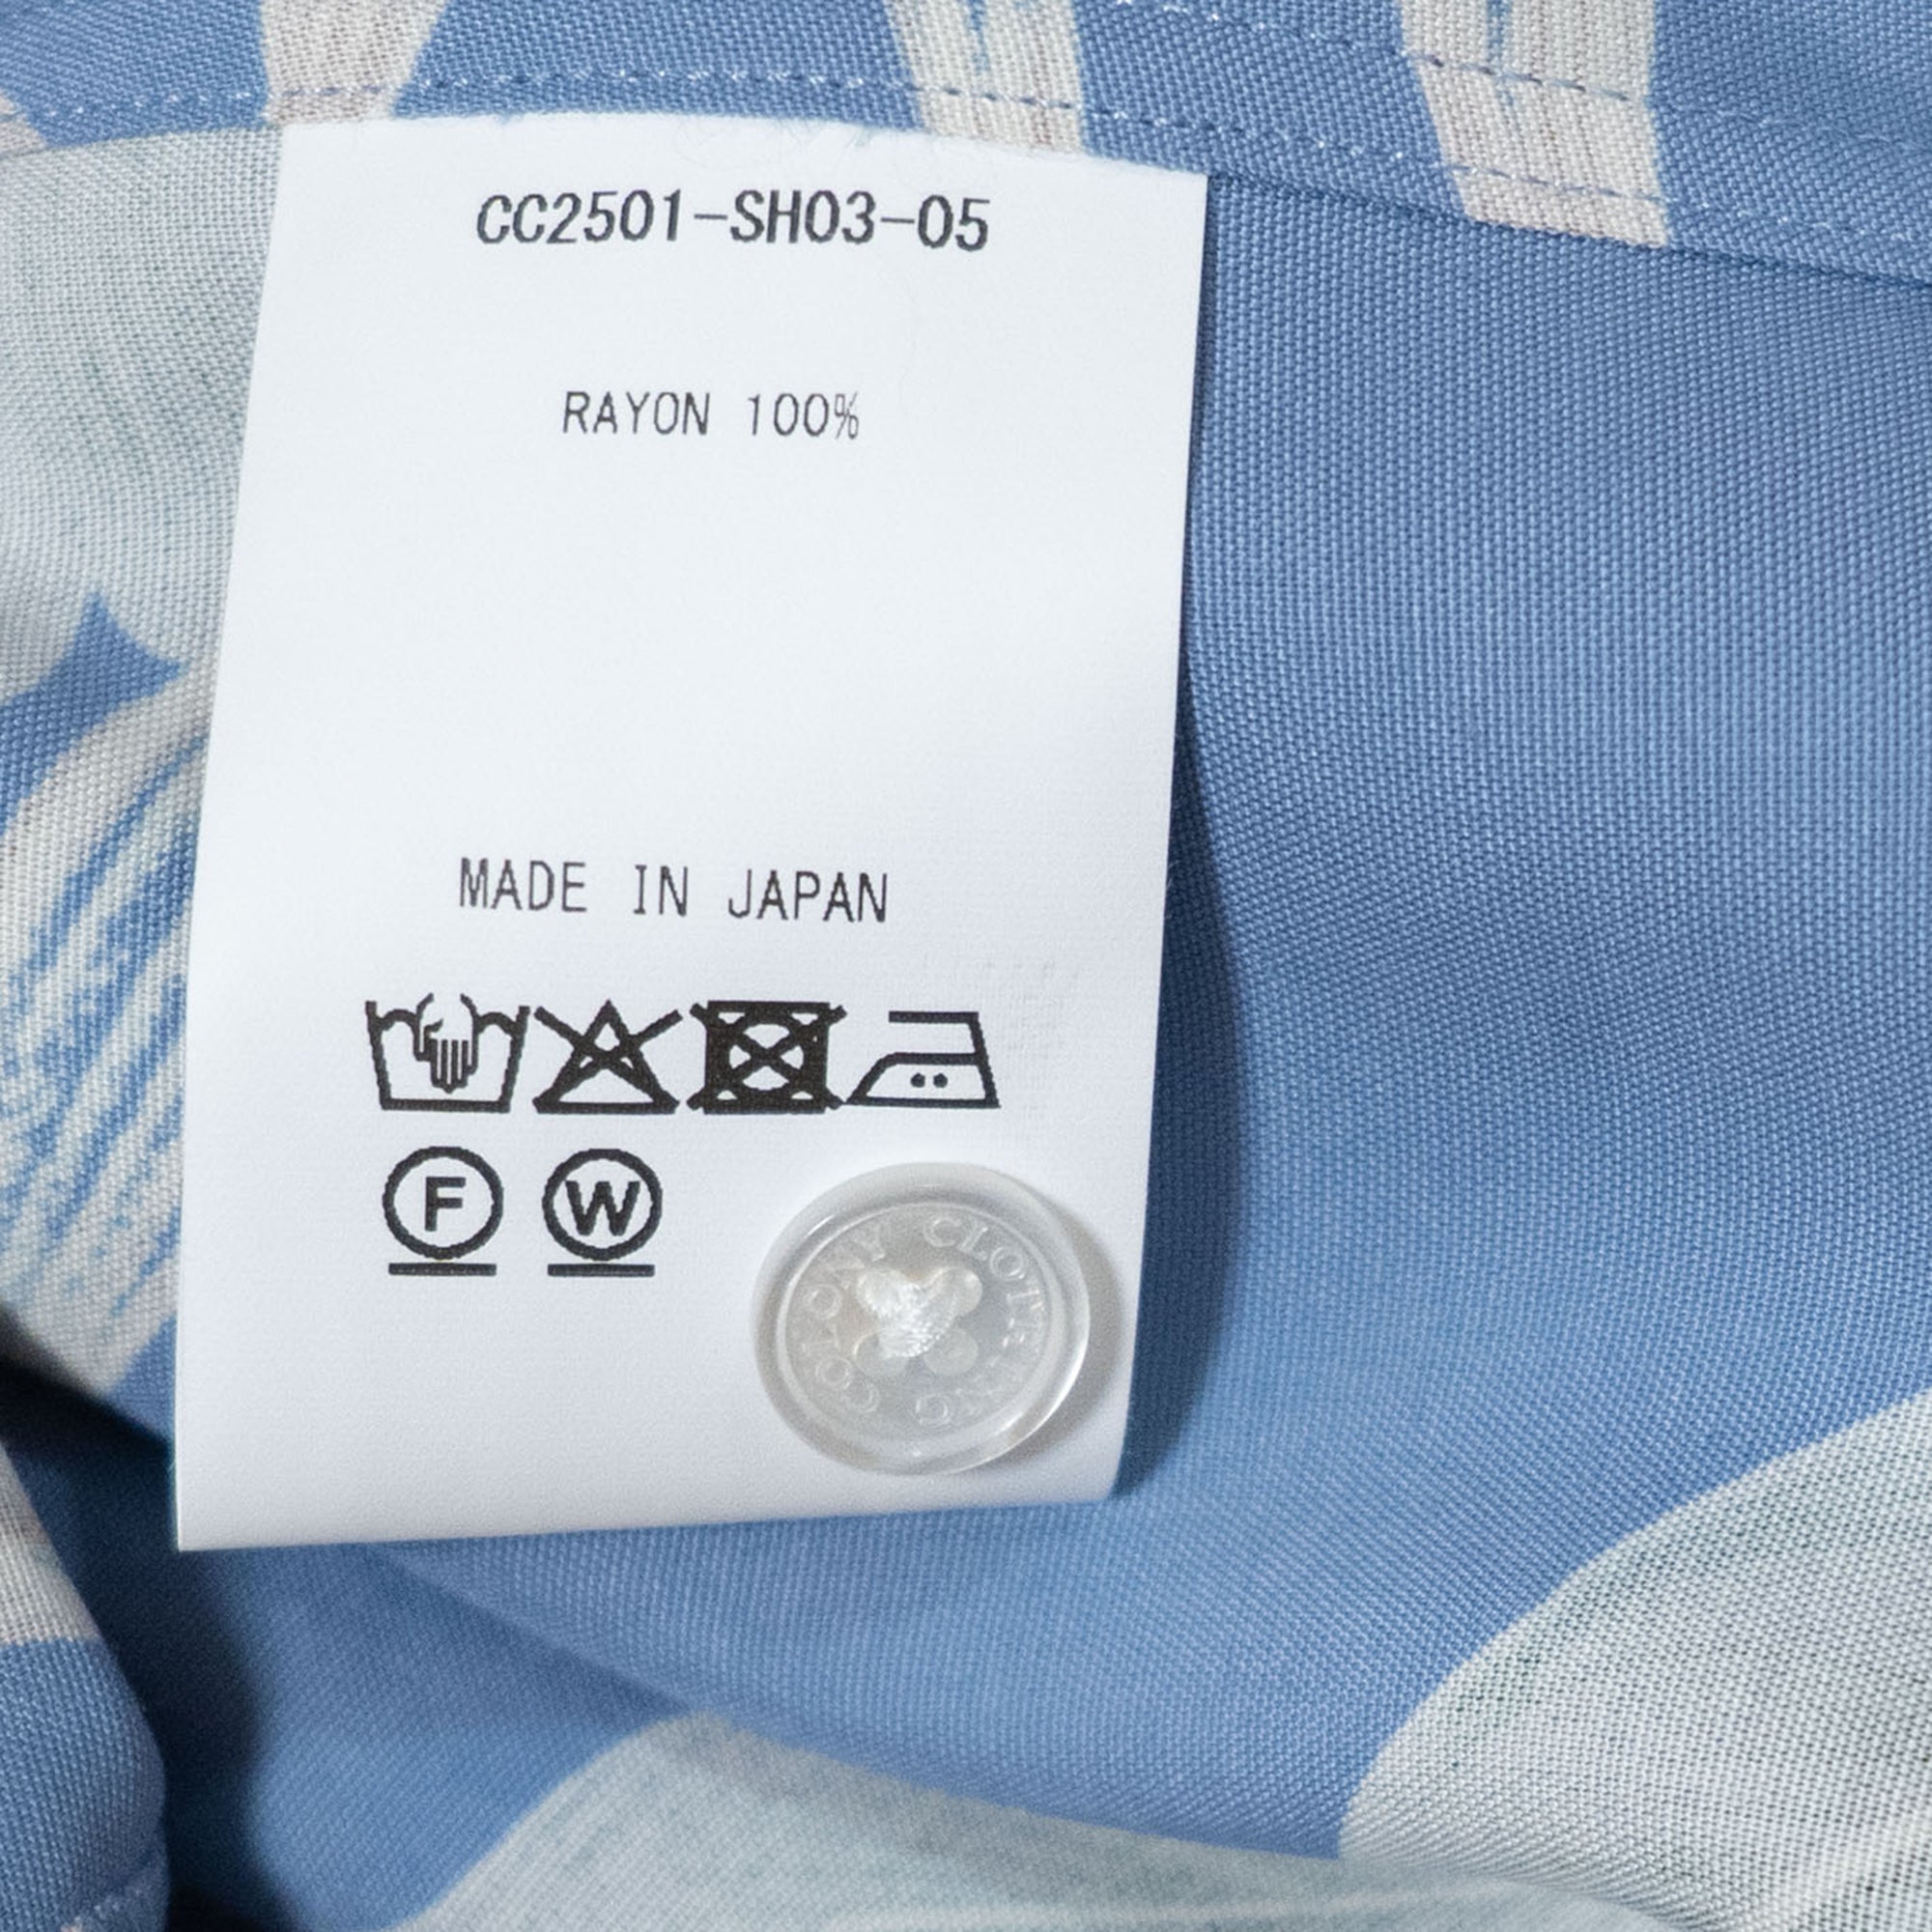 CC2501-SH03-05
RAYON 100%
MADE IN JAPAN
F W
COLONY CLOTHING